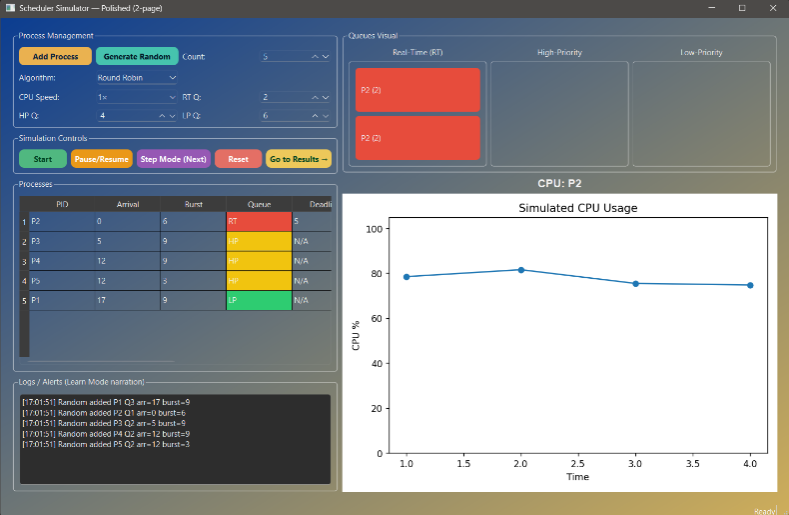 Scheduler Simulator — Polished (2-page)
Process Management
Add Process Generate Random Count: 5
Algorithm: Round Robin
CPU Speed: 1× RT Q: 2
HP Q: 4 LP Q: 6
Simulation Controls
Start Pause/Resume Step Mode (Next) Reset Go to Results →
Processes
PID Arrival Burst Queue Deadli
1 P2 0 6 RT 5
2 P3 5 9 HP N/A
3 P4 12 9 HP N/A
4 P5 12 3 HP N/A
5 P1 17 9 LP N/A
Logs / Alerts (Learn Mode narration)
[17:01:51] Random added P1 Q3 arr=17 burst=9
[17:01:51] Random added P2 Q1 arr=0 burst=6
[17:01:51] Random added P3 Q2 arr=5 burst=9
[17:01:51] Random added P4 Q2 arr=12 burst=9
[17:01:51] Random added P5 Q2 arr=12 burst=3
Queues Visual
Real-Time (RT) High-Priority Low-Priority
P2 (2)
P2 (2)
CPU: P2
Simulated CPU Usage
100
80
60
40
20
0
CPU %
1.0 1.5 2.0 2.5 3.0 3.5 4.0
Time
Ready